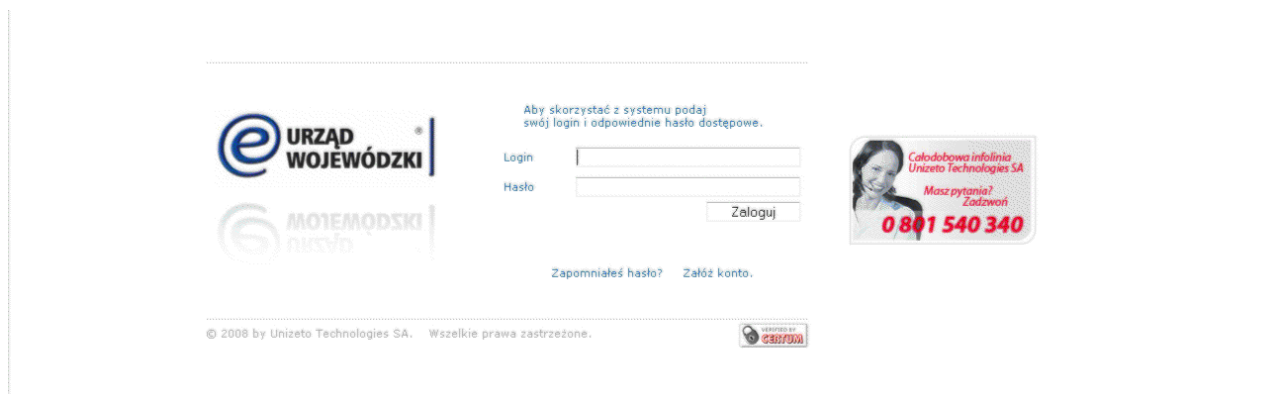 Aby skorzystać z systemu podaj
swój login i odpowiednie hasło dostępowe.
e URZĄD
WOJEWÓDZKI
®
Login
Hasło
Zaloguj
Zapomniałeś hasło? Załóż konto.
Całodobowa infolinia
Unizeto Technologies SA
Masz pytania?
Zadzwoń
0 801 540 340
© 2008 by Unizeto Technologies SA. Wszelkie prawa zastrzeżone.
VERIFIED BY
CERTUM